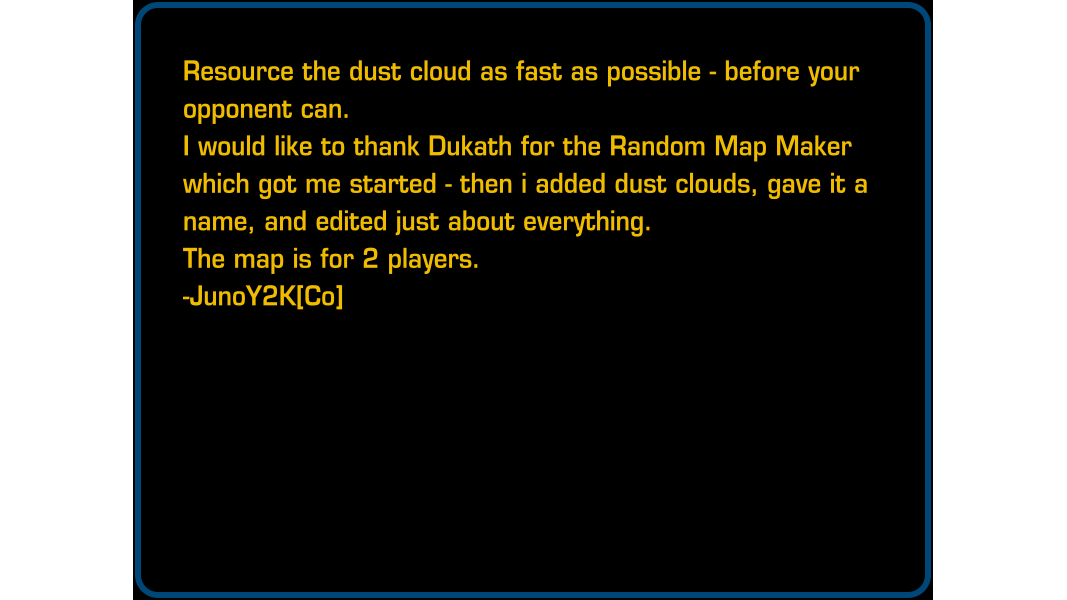 Resource the dust cloud as fast as possible - before your
opponent can.
I would like to thank Dukath for the Random Map Maker
which got me started - then i added dust clouds, gave it a
name, and edited just about everything.
The map is for 2 players.
-JunoY2K[Co]